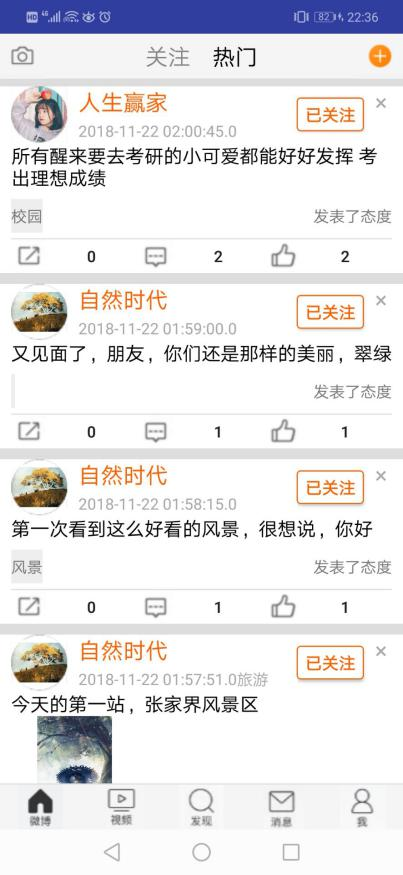 HD 46 82 22:36
关注 热门
人生赢家
已关注
2018-11-22 02:00:45.0
所有醒来要去考研的小可爱都能好好发挥 考
出理想成绩
校园 发表了态度
0 2 2
自然时代
已关注
2018-11-22 01:59:00.0
又见面了，朋友，你们还是那样的美丽，翠绿
发表了态度
0 1 1
自然时代
已关注
2018-11-22 01:58:15.0
第一次看到这么好看的风景，很想说，你好
风景 发表了态度
0 1 1
自然时代
已关注
2018-11-22 01:57:51.0旅游
今天的第一站，张家界风景区
微博 视频 发现 消息 我